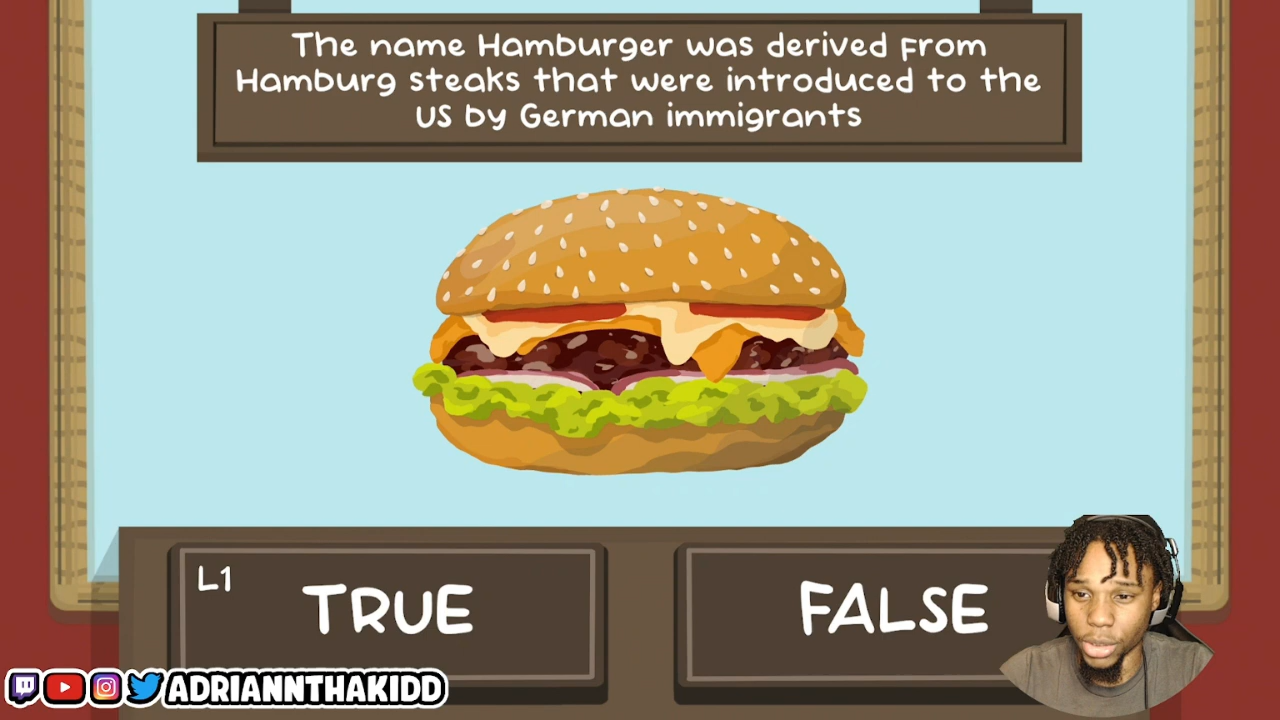 The name Hamburger was derived from
Hamburg steaks that were introduced to the
US by German immigrants
L1
TRUE
FALSE
ADRIANNTHAKIDD